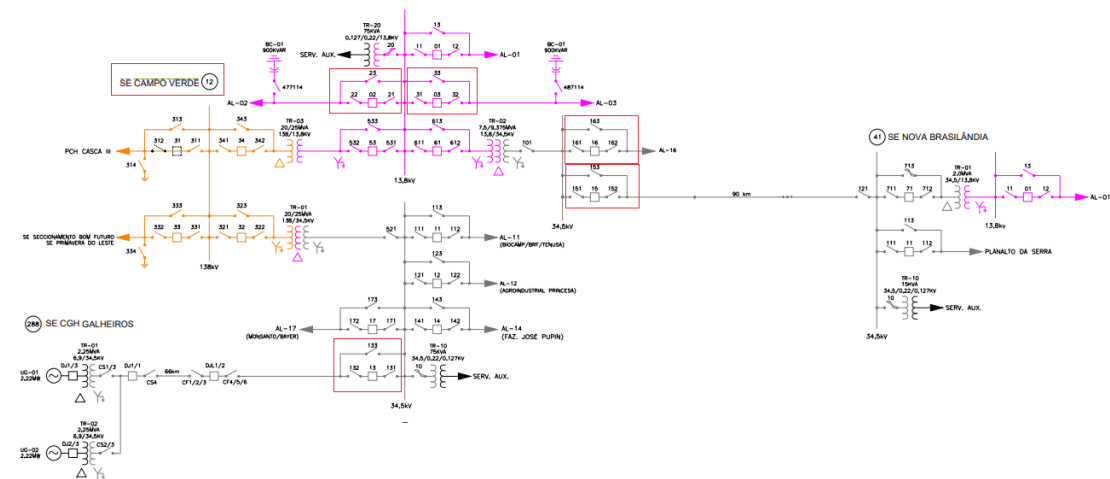 TR-20
75KVA
0,127/0,22/13,8KV
SERV. AUX.
20
13
11
01
12
AL-01
BC-01
900KVAR
477114
BC-01
900KVAR
487114
SE CAMPO VERDE 12
23
22
02
21
AL-02
33
31
03
32
AL-03
313
343
312
31
311
341
34
342
PCH CASCA III
314
TR-03
20/25MVA
138/13,8KV
533
532
53
531
613
611
61
612
TR-02
7,5/9,375MVA
13,8/34,5KV
101
13,8kV
163
161
16
162
AL-16
153
151
15
152
34,5kV
90 km
41 SE NOVA BRASILÂNDIA
121
713
711
71
712
TR-01
2,0MVA
34,5/13,8KV
13
11
01
12
AL-01
13,8kV
113
111
11
112
PLANALTO DA SERRA
TR-10
15KVA
34,5/0,22/0,127KV
10
SERV. AUX.
34,5kV
333
323
332
33
331
321
32
322
SE SECCIONAMENTO BOM FUTURO
SE PRIMAVERA DO LESTE
334
138kV
TR-01
20/25MVA
138/34,5KV
521
113
111
11
112
AL-11
(BIOCAMP/BRF/TENUSA)
123
121
12
122
AL-12
(AGROINDUSTRIAL PRINCESA)
173
172
17
171
AL-17
(MONSANTO/BAYER)
143
141
14
142
AL-14
(FAZ. JOSÉ PUPIN)
133
132
13
131
TR-10
75KVA
34,5/0,22/0,127KV
10
SERV. AUX.
34,5kV
288 SE CGH GALHEIROS
TR-01
2,25MVA
6,9/34,5KV
UG-01
2,22MW
DJ1/3
CS1/3
DJ1/1
CS4
66km
CF1/2/3
DJL1/2
CF4/5/6
TR-02
2,25MVA
6,9/34,5KV
UG-02
2,22MW
DJ2/3
CS2/3